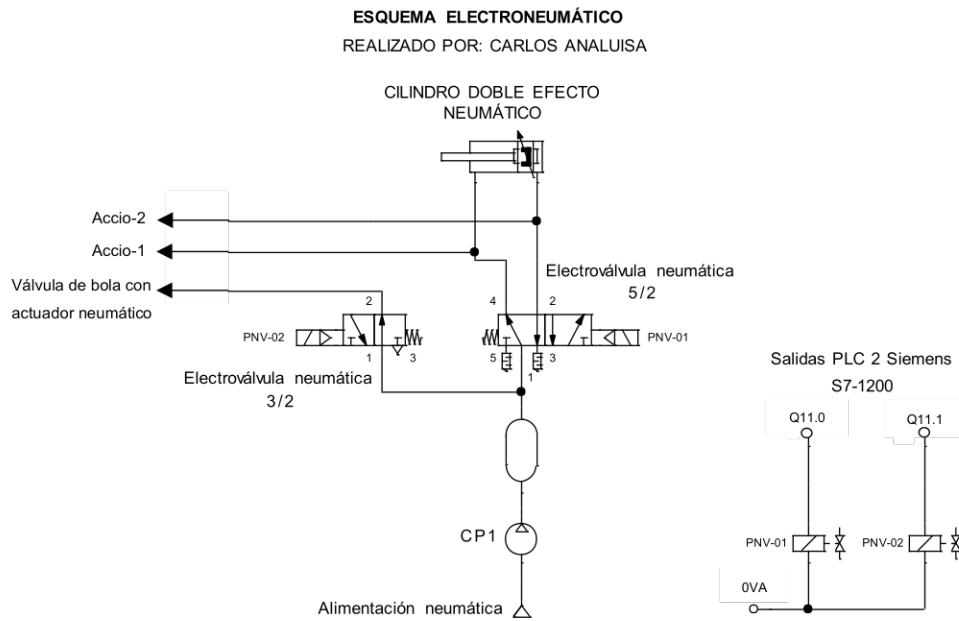 ESQUEMA ELECTRONEUMÁTICO
REALIZADO POR: CARLOS ANALUISA
CILINDRO DOBLE EFECTO
NEUMÁTICO
Accio-2
Accio-1
Válvula de bola con
actuador neumático
Electroválvula neumática
5/2
2
4
2
PNV-02
1
3
5
1
3
PNV-01
Electroválvula neumática
3/2
Salidas PLC 2 Siemens
S7-1200
Q11.0
Q11.1
CP1
PNV-01
PNV-02
0VA
Alimentación neumática